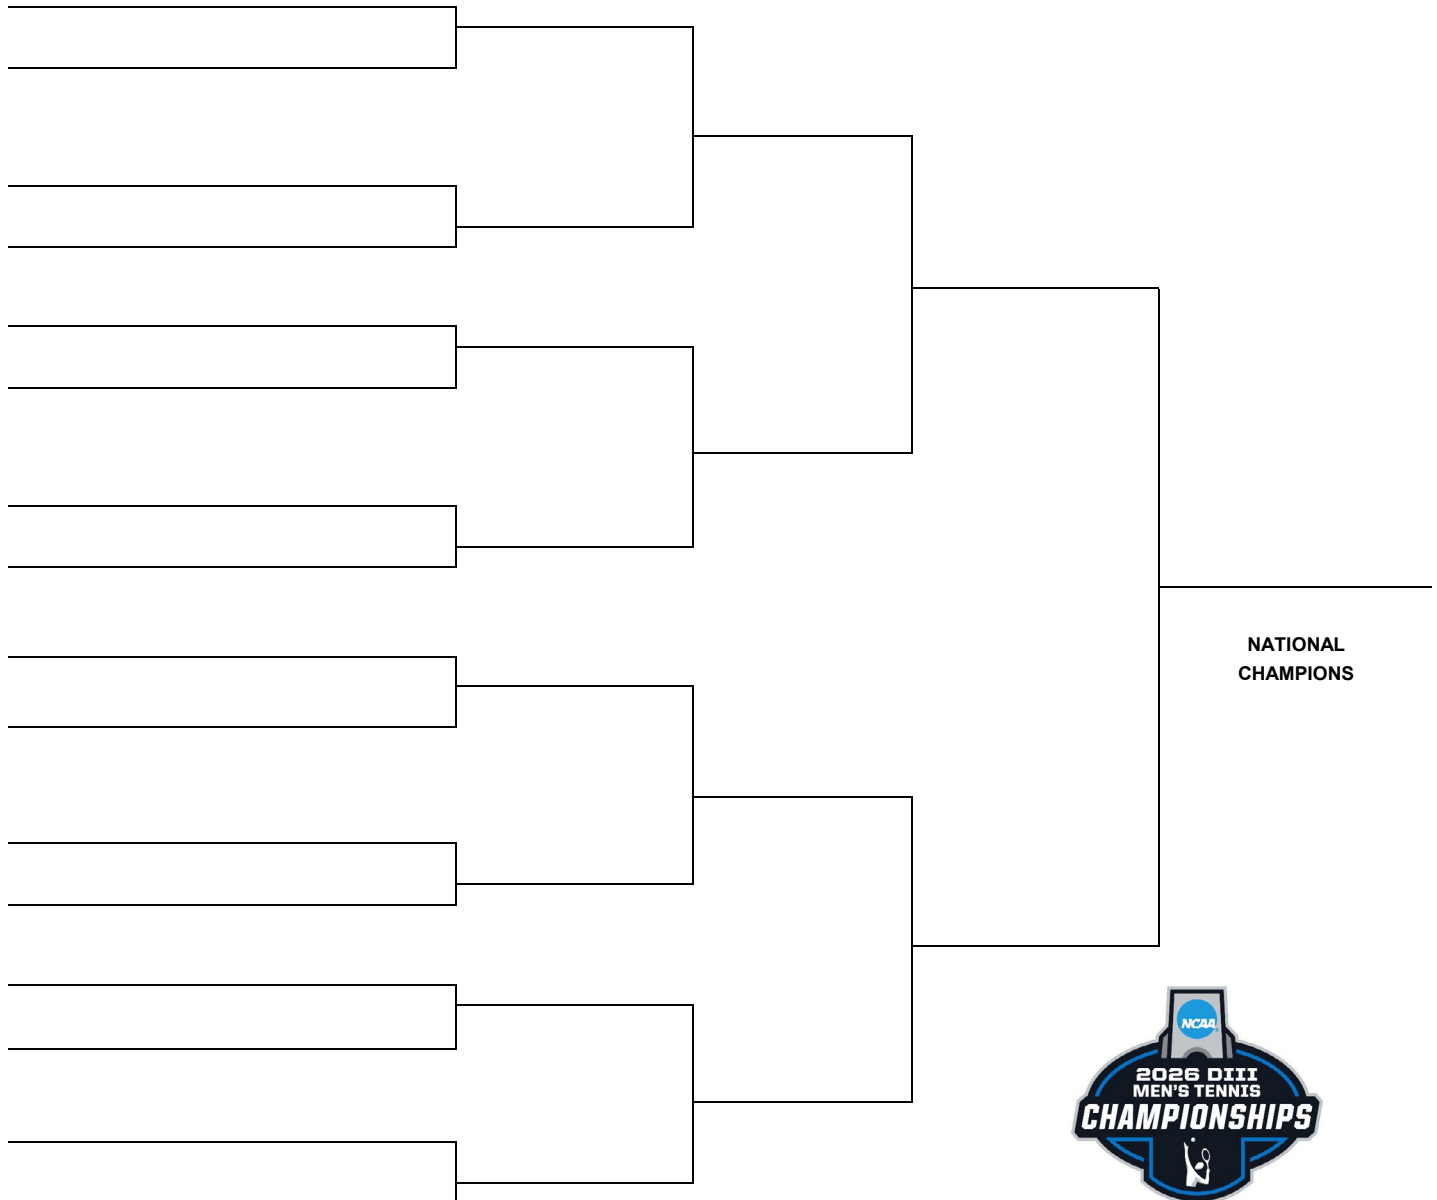 NATIONAL
CHAMPIONS
NCAA
2026 DIII
MEN'S TENNIS
CHAMPIONSHIPS